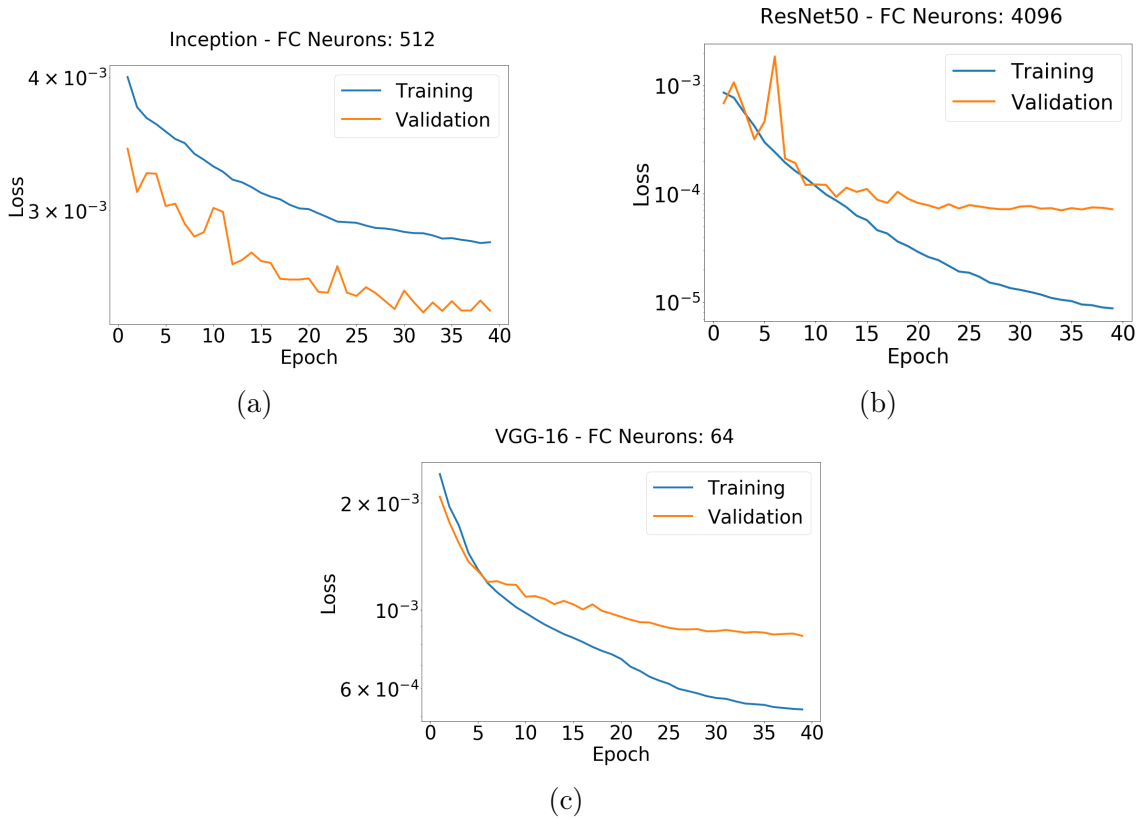 Inception - FC Neurons: 512
4 × 10⁻³
3 × 10⁻³
Loss
Training
Validation
0 5 10 15 20 25 30 35 40
Epoch
(a)
ResNet50 - FC Neurons: 4096
10⁻³
10⁻⁴
10⁻⁵
Loss
Training
Validation
0 5 10 15 20 25 30 35 40
Epoch
(b)
VGG-16 - FC Neurons: 64
2 × 10⁻³
10⁻³
6 × 10⁻⁴
Loss
Training
Validation
0 5 10 15 20 25 30 35 40
Epoch
(c)